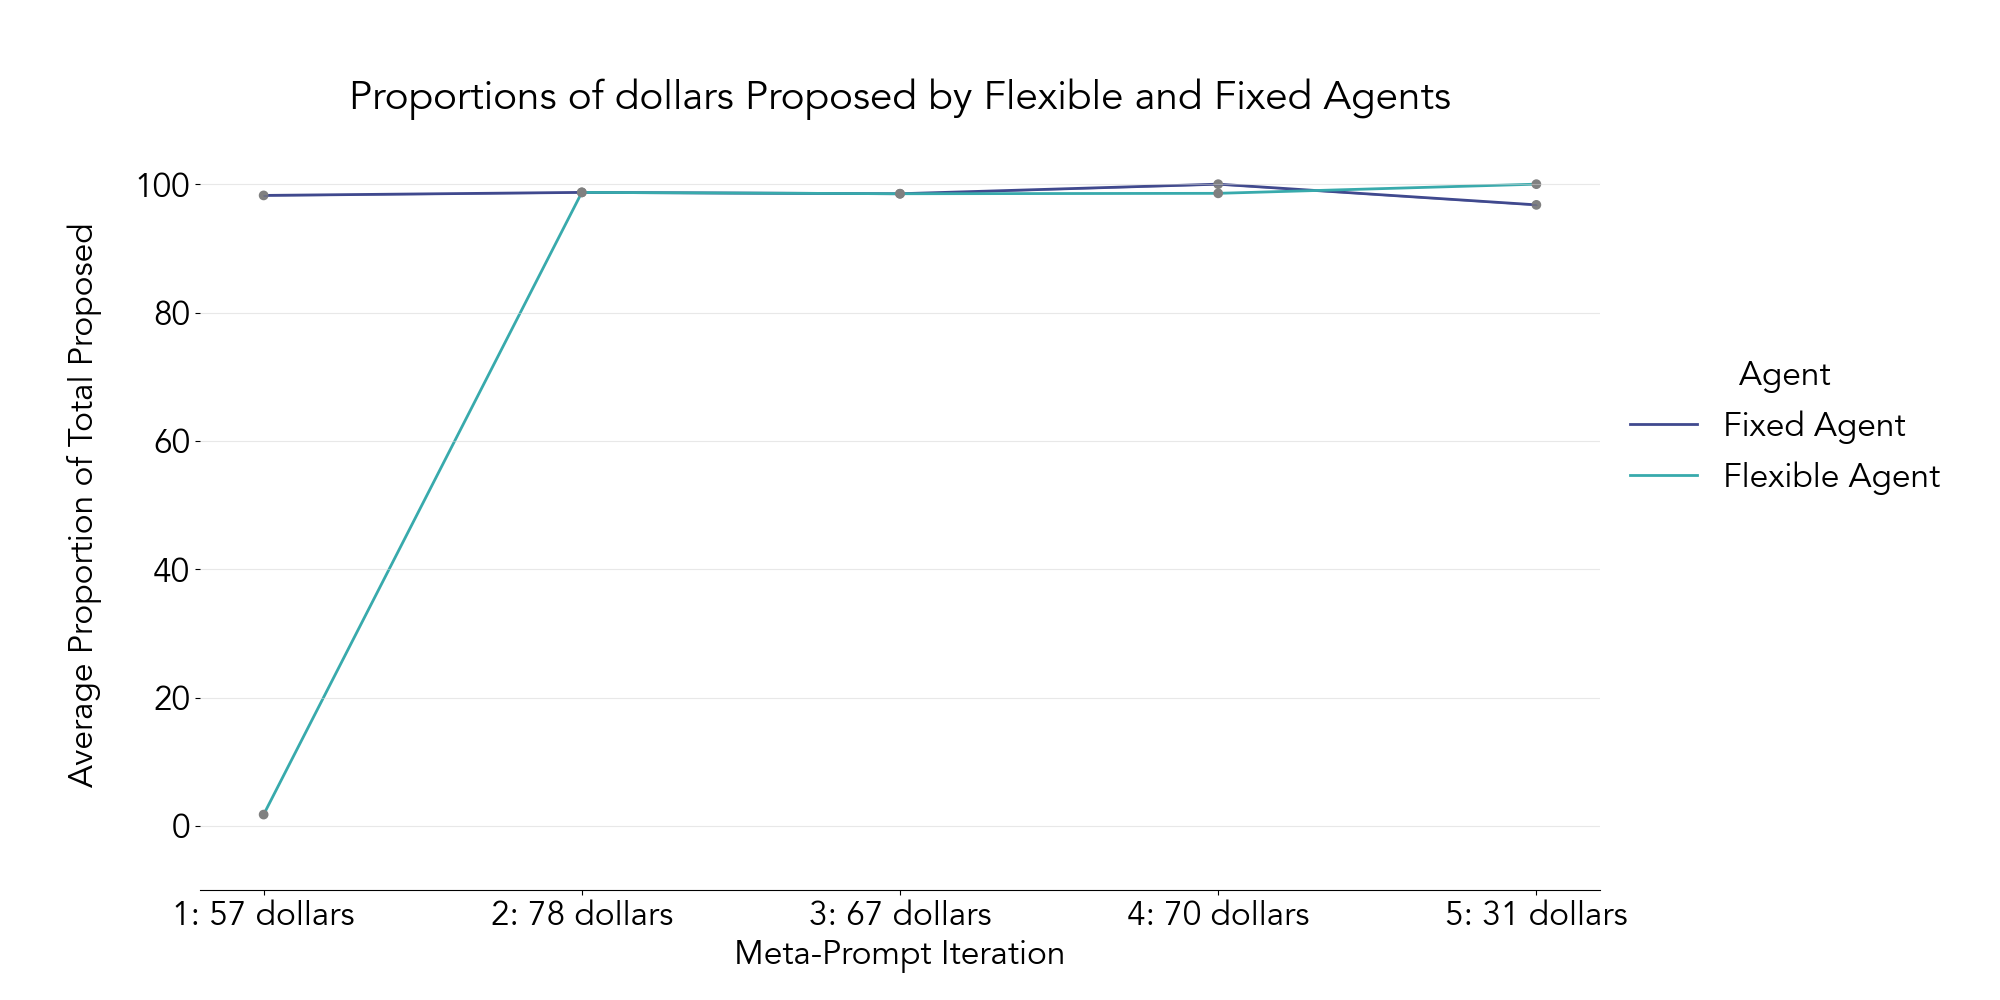 Proportions of dollars Proposed by Flexible and Fixed Agents
Average Proportion of Total Proposed
100
80
60
40
20
0
1: 57 dollars
2: 78 dollars
3: 67 dollars
4: 70 dollars
5: 31 dollars
Meta-Prompt Iteration
Agent
Fixed Agent
Flexible Agent